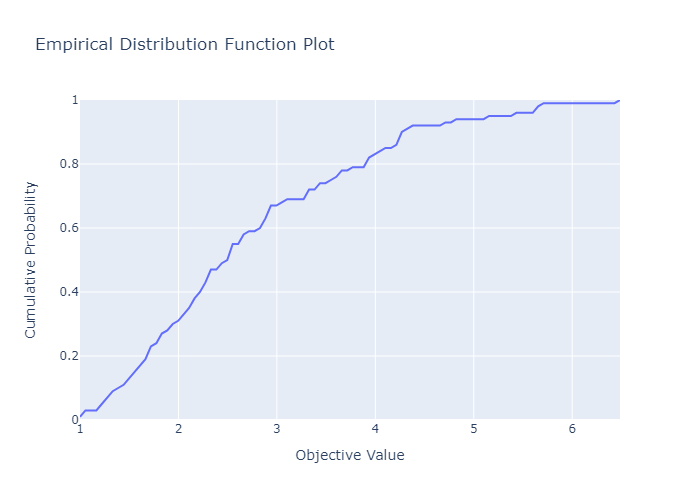 Empirical Distribution Function Plot
1
0.8
0.6
0.4
0.2
0
Cumulative Probability
1 2 3 4 5 6
Objective Value